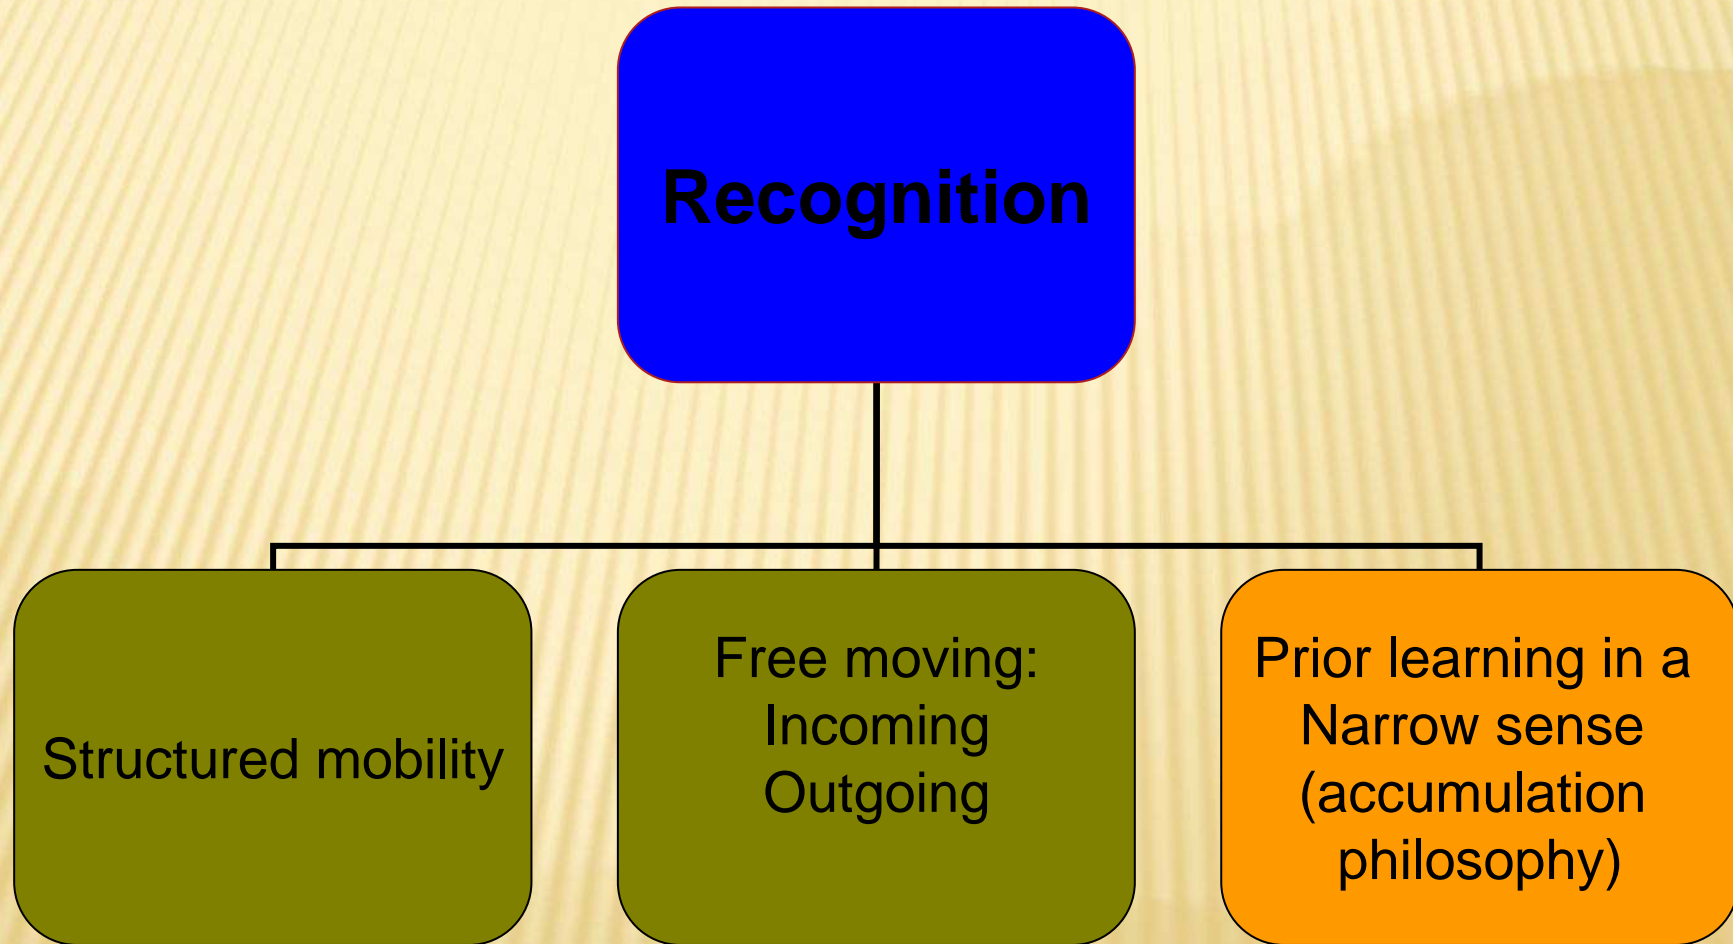 Recognition
Structured mobility
Free moving:
Incoming
Outgoing
Prior learning in a
Narrow sense
(accumulation
philosophy)